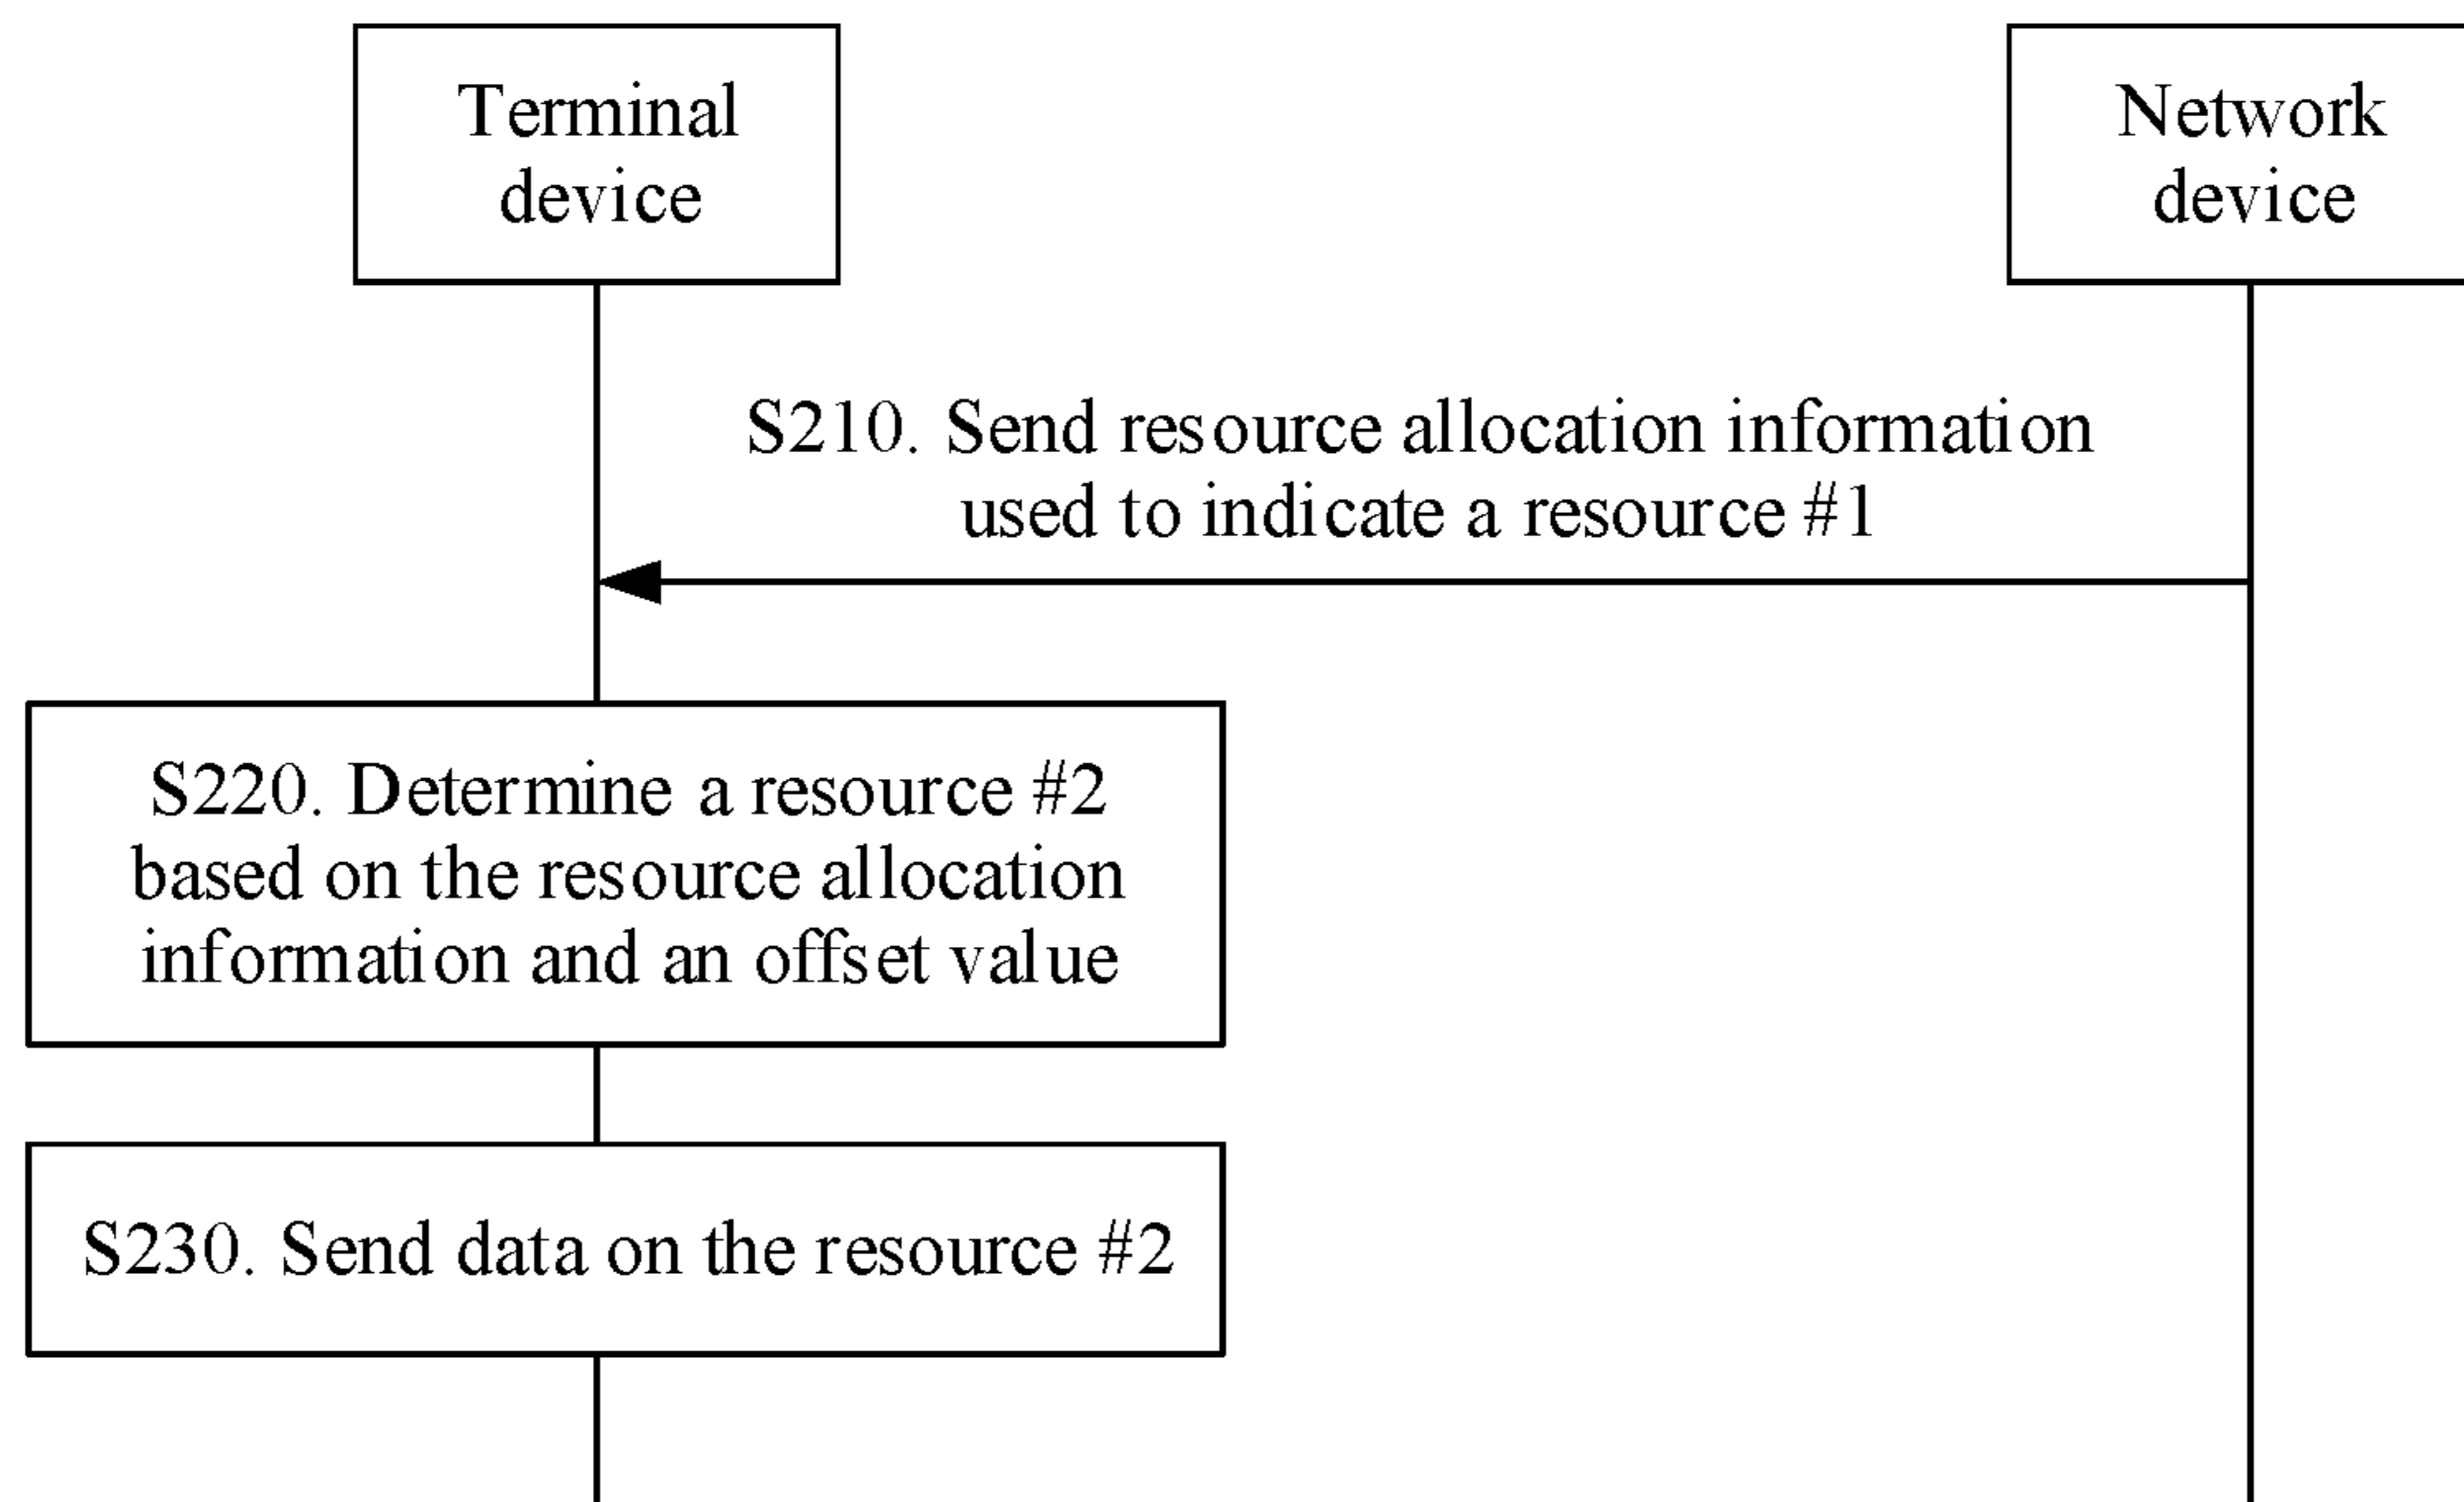 Terminal
device
Network
device
S210. Send resource allocation information
used to indicate a resource #1
S220. Determine a resource #2
based on the resource allocation
information and an offset value
S230. Send data on the resource #2